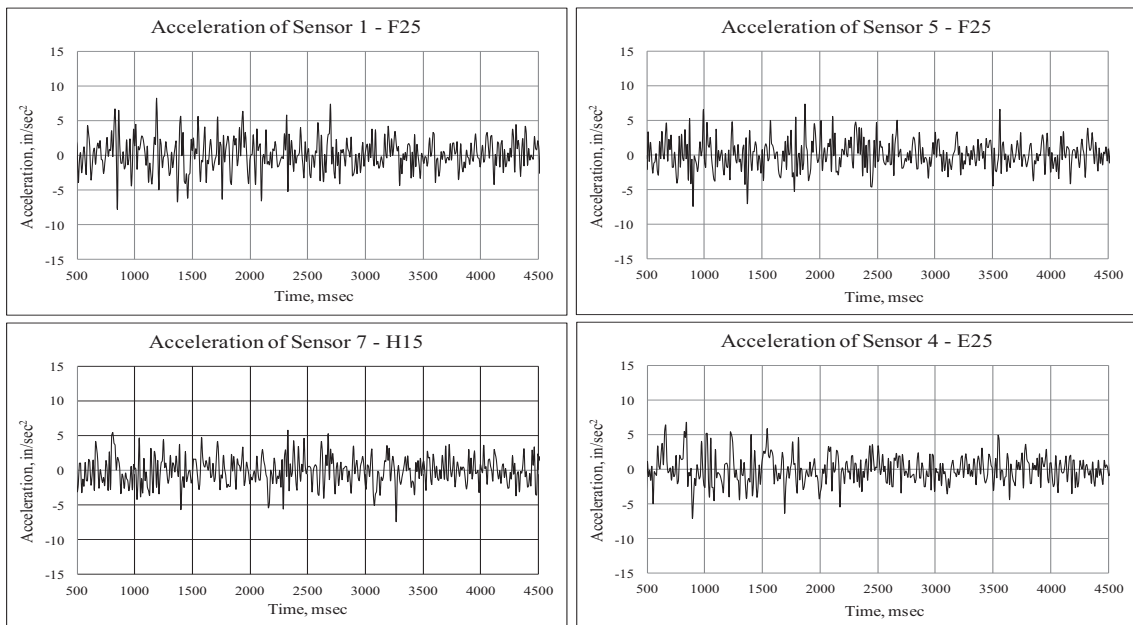 Acceleration of Sensor 1 - F25
15
10
5
0
-5
-10
-15
Acceleration, in/sec²
500 1000 1500 2000 2500 3000 3500 4000 4500
Time, msec
Acceleration of Sensor 5 - F25
15
10
5
0
-5
-10
-15
Acceleration, in/sec²
500 1000 1500 2000 2500 3000 3500 4000 4500
Time, msec
Acceleration of Sensor 7 - H15
15
10
5
0
-5
-10
-15
Acceleration, in/sec²
500 1000 1500 2000 2500 3000 3500 4000 4500
Time, msec
Acceleration of Sensor 4 - E25
15
10
5
0
-5
-10
-15
Acceleration, in/sec²
500 1000 1500 2000 2500 3000 3500 4000 4500
Time, msec